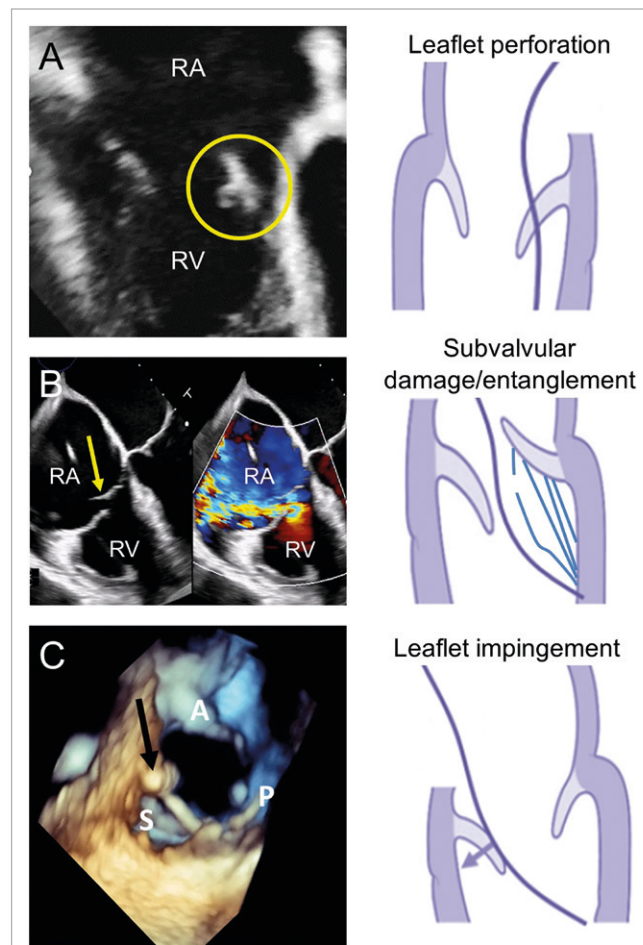 A
RA
RV
Leaflet perforation
B
RA
RV
RA
RV
Subvalvular
damage/entanglement
C
A
S
P
Leaflet impingement